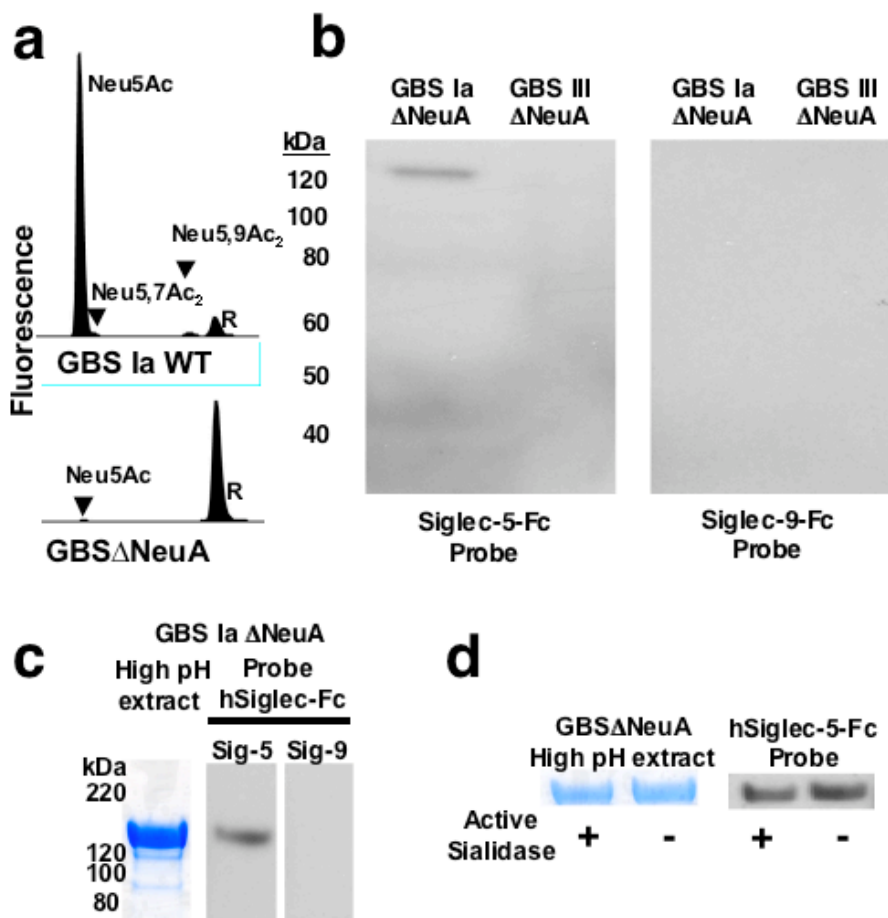 a
Fluorescence
Neu5Ac
Neu5,9Ac₂
Neu5,7Ac₂
R
GBS Ia WT
Neu5Ac
R
GBSΔNeuA
b
GBS Ia GBS III
ΔNeuA ΔNeuA
GBS Ia GBS III
ΔNeuA ΔNeuA
kDa
120
100
80
60
50
40
Siglec-5-Fc
Probe
Siglec-9-Fc
Probe
c
GBS Ia ΔNeuA
High pH
extract
Probe
hSiglec-Fc
Sig-5 Sig-9
kDa
220
120
100
80
d
GBSΔNeuA
High pH extract
hSiglec-5-Fc
Probe
Active
Sialidase
+ -
+ -